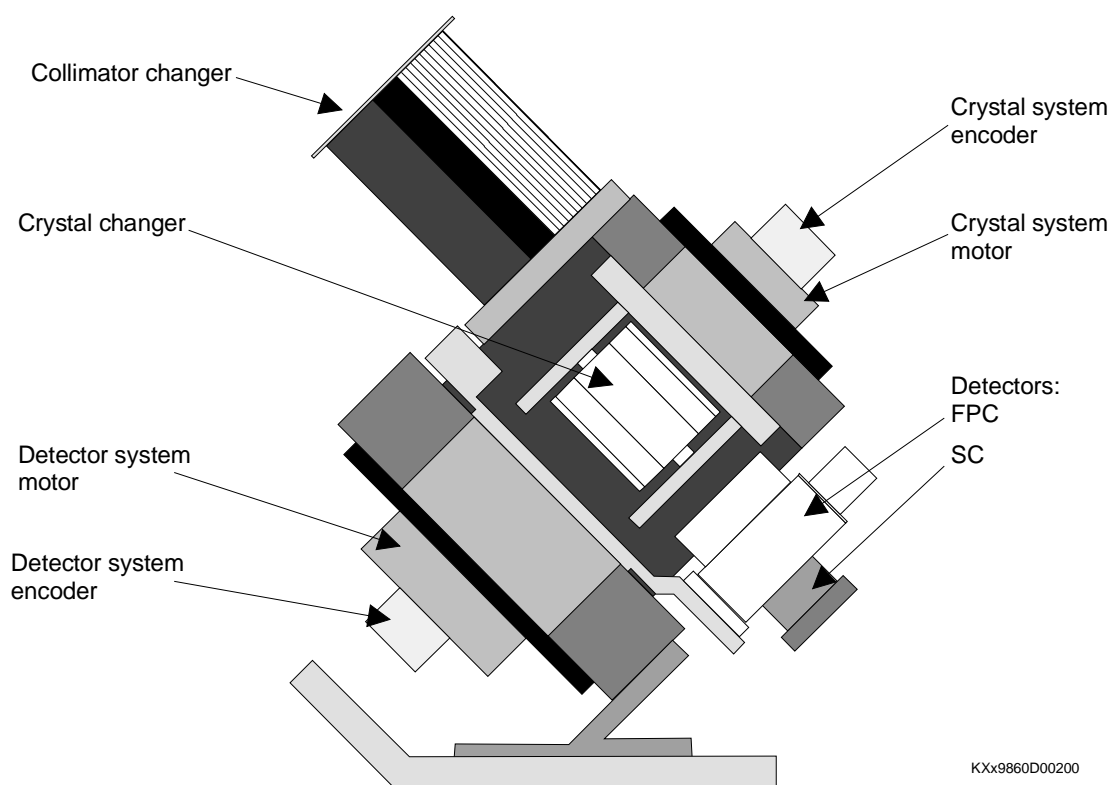 Collimator changer
Crystal changer
Detector system
motor
Detector system
encoder
Crystal system
encoder
Crystal system
motor
Detectors:
FPC
SC
KXx9860D00200